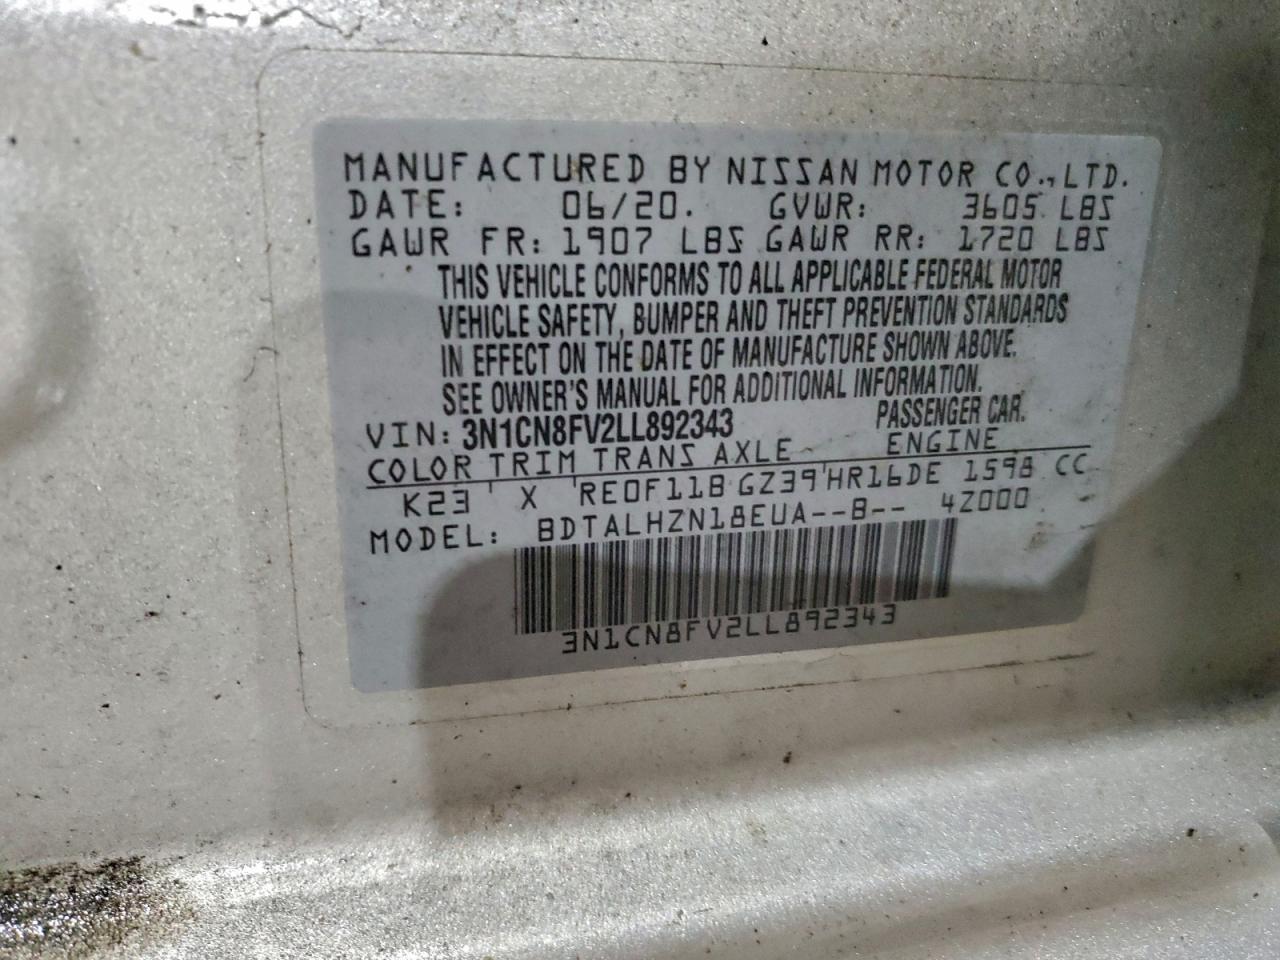 MANUFACTURED BY NISSAN MOTOR CO., LTD.
DATE: 06/20. GVWR: 3605 LBS
GAWR FR: 1907 LBS GAWR RR: 1720 LBS
THIS VEHICLE CONFORMS TO ALL APPLICABLE FEDERAL MOTOR
VEHICLE SAFETY, BUMPER AND THEFT PREVENTION STANDARDS
IN EFFECT ON THE DATE OF MANUFACTURE SHOWN ABOVE.
SEE OWNER'S MANUAL FOR ADDITIONAL INFORMATION.
VIN: 3N1CN8FV2LL892343 PASSENGER CAR.
COLOR TRIM TRANS AXLE ENGINE
K23 X RE0F11B GZ39 HR16DE 1598 CC
MODEL: BDTALHZN18EUA--B-- 4Z000
3N1CN8FV2LL892343